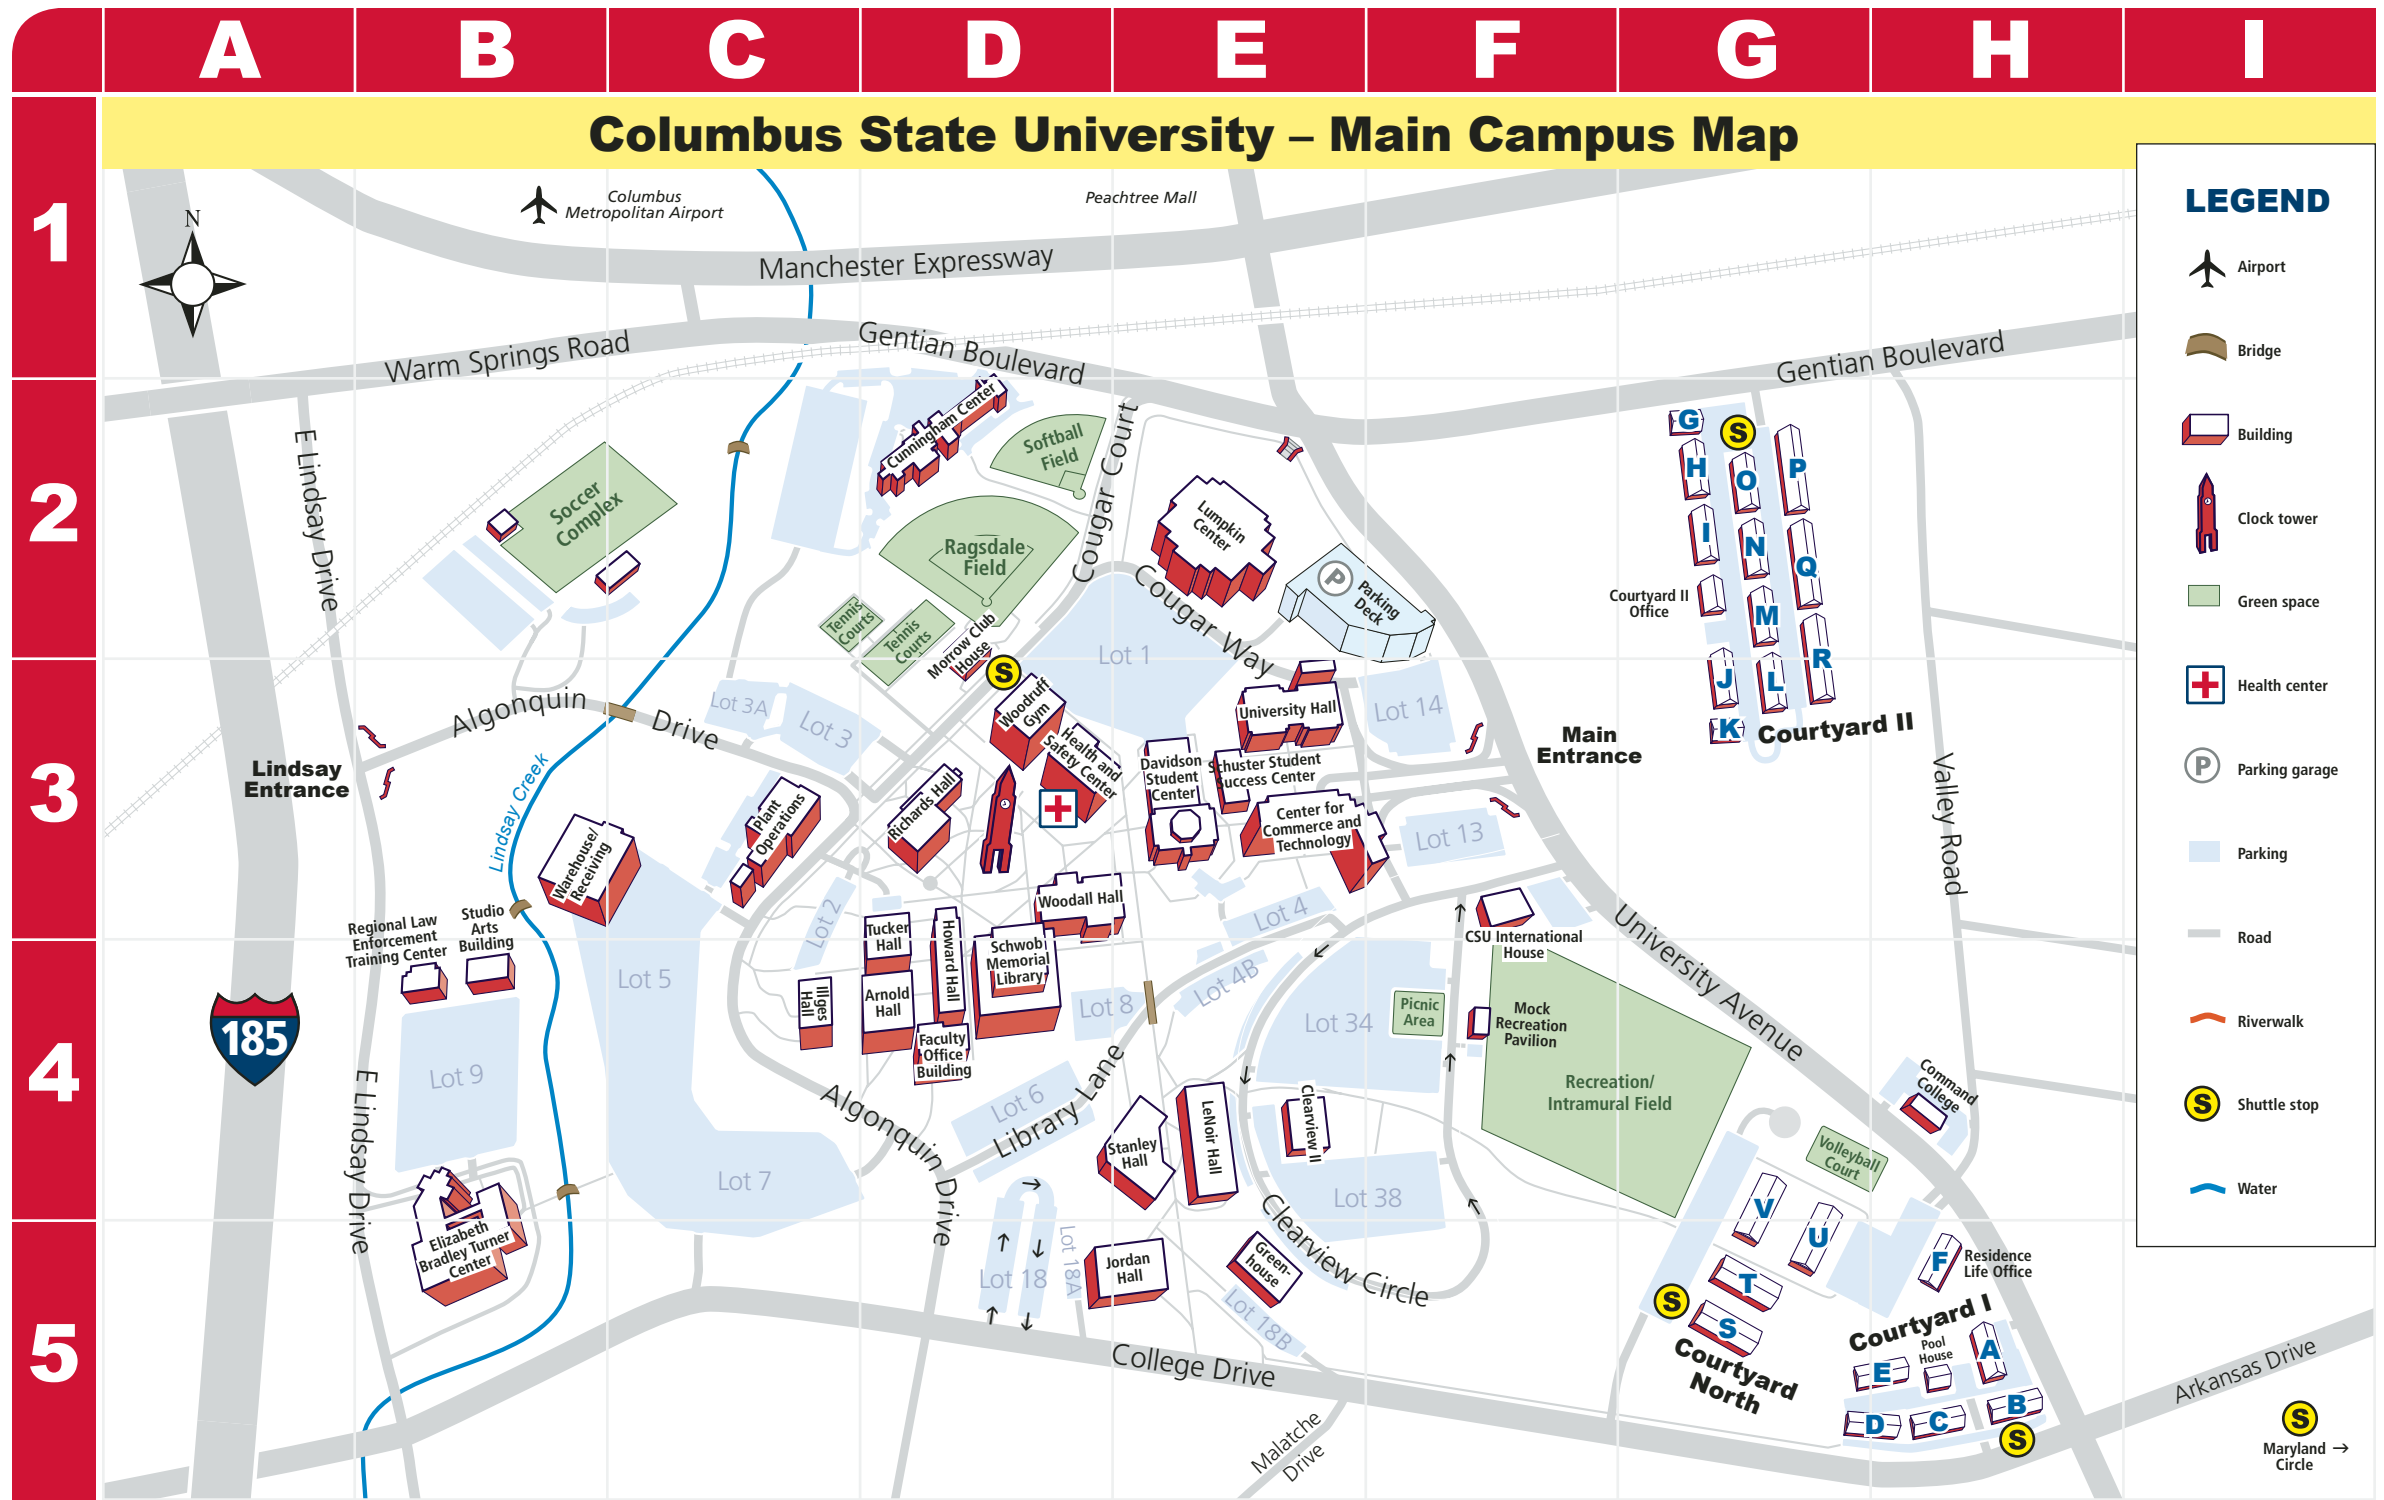 A B C D E F G H I
Columbus State University – Main Campus Map
1
2
3
4
5
N
Columbus
Metropolitan Airport
Peachtree Mall
Manchester Expressway
Warm Springs Road
Gentian Boulevard
Gentian Boulevard
E Lindsay Drive
Soccer
Complex
Cunningham Center
Softball
Field
Cougar Court
Ragsdale
Field
Tennis
Courts
Tennis
Courts
Morrow Club
House
S
Lumpkin
Center
Cougar Way
P
Parking
Deck
Lot 1
G
S
H
O
P
I
N
Q
Courtyard II
Office
M
R
J
L
K
Courtyard II
Algonquin
Drive
Lot 3A
Lot 3
Woodruff
Gym
Health and
Safety Center
University Hall
Lot 14
Main
Entrance
Lindsay
Entrance
Lindsay Creek
Plant
Operations
Richards Hall
Davidson
Student
Center
Schuster Student
Success Center
Center for
Commerce and
Technology
Lot 13
Valley Road
Warehouse/
Receiving
Lot 2
Woodall Hall
Lot 4
University Avenue
Regional Law
Enforcement
Training Center
Studio
Arts
Building
Lot 5
Tucker
Hall
Howard Hall
Schwob
Memorial
Library
Illges
Hall
Arnold
Hall
Faculty
Office
Building
Lot 8
Lot 4B
Lot 34
CSU International
House
Picnic
Area
Mock
Recreation
Pavilion
185
Lot 9
E Lindsay Drive
Recreation/
Intramural Field
Command
College
Algonquin Drive
Lot 6
Library Lane
Stanley
Hall
LeNoir Hall
Clearview II
Lot 38
Volleyball
Court
Lot 7
V
U
T
S
S
F
Residence
Life Office
Elizabeth
Bradley Turner
Center
Lot 18
Lot 18A
Jordan
Hall
Green-
house
Clearview Circle
Lot 18B
Courtyard
North
Courtyard I
Pool
House
A
E
B
D
C
S
College Drive
Malatche
Drive
Arkansas Drive
S
Maryland →
Circle
LEGEND
Airport
Bridge
Building
Clock tower
Green space
Health center
P Parking garage
Parking
Road
Riverwalk
S Shuttle stop
Water